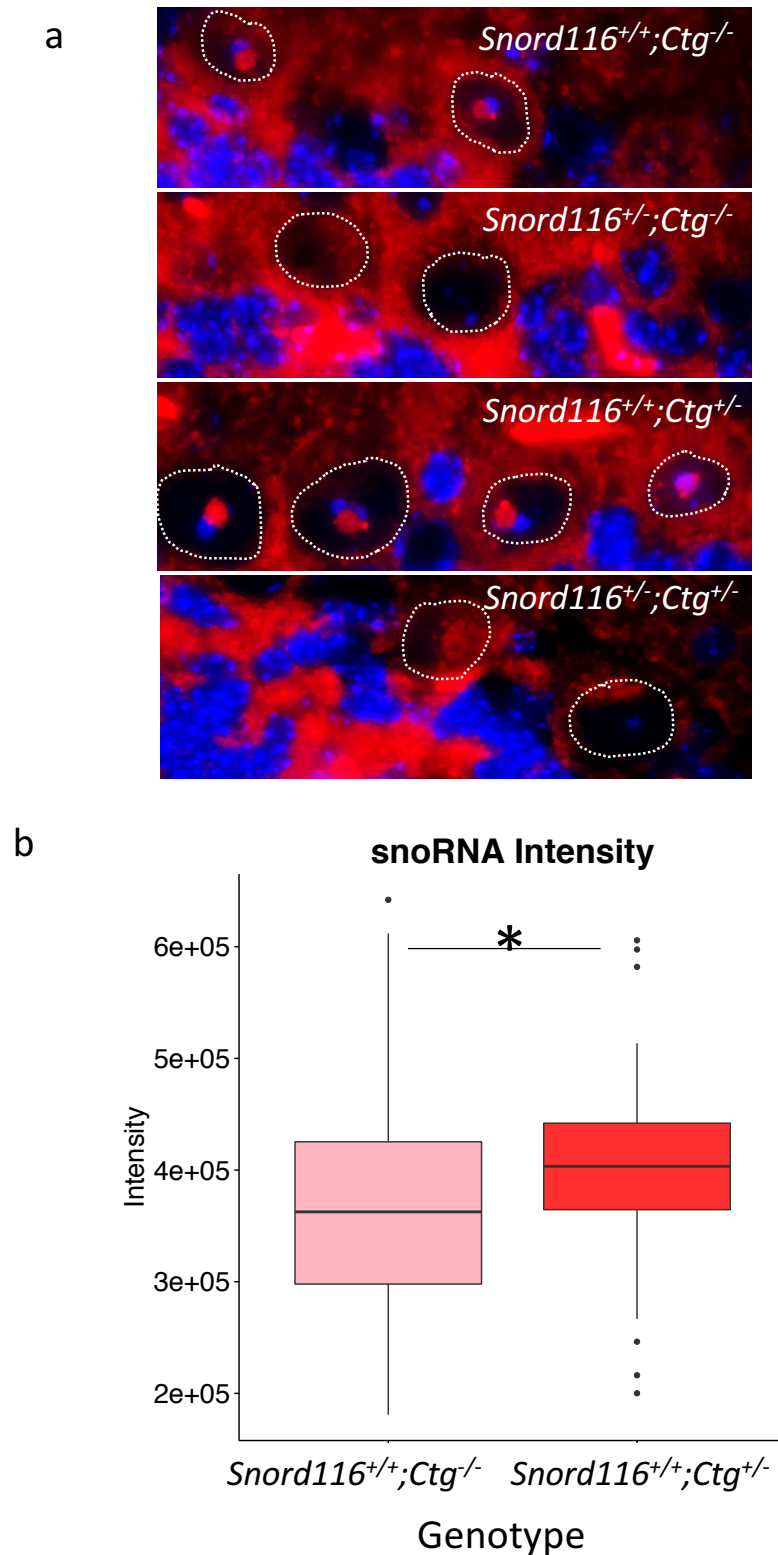 a
Snord116+/+;Ctg-/-
Snord116+/-;Ctg-/-
Snord116+/+;Ctg+/-
Snord116+/-;Ctg+/-
b
snoRNA Intensity
*
6e+05
5e+05
4e+05
3e+05
2e+05
Intensity
Snord116+/+;Ctg-/- Snord116+/+;Ctg+/-
Genotype